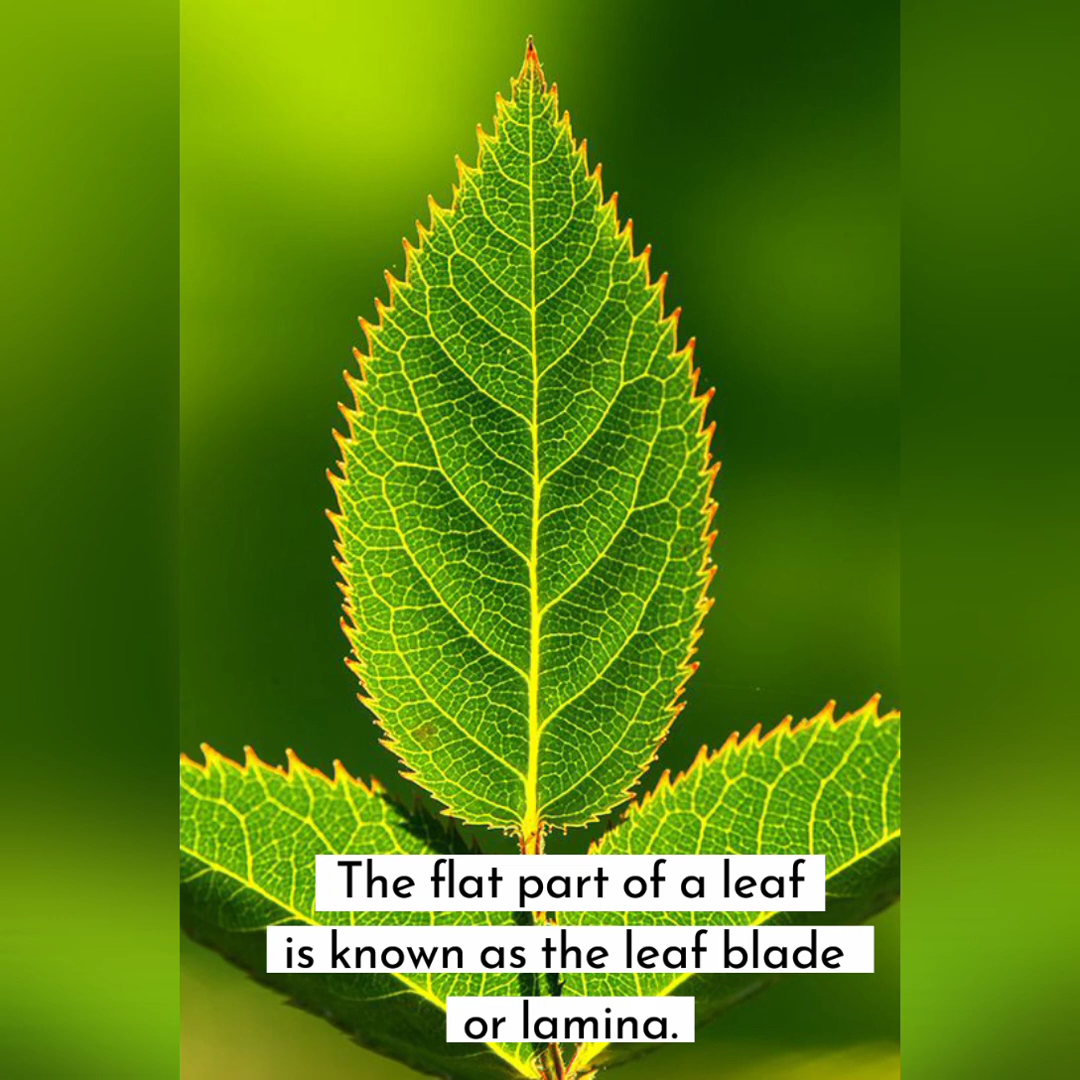 The flat part of a leaf
is known as the leaf blade
or lamina.